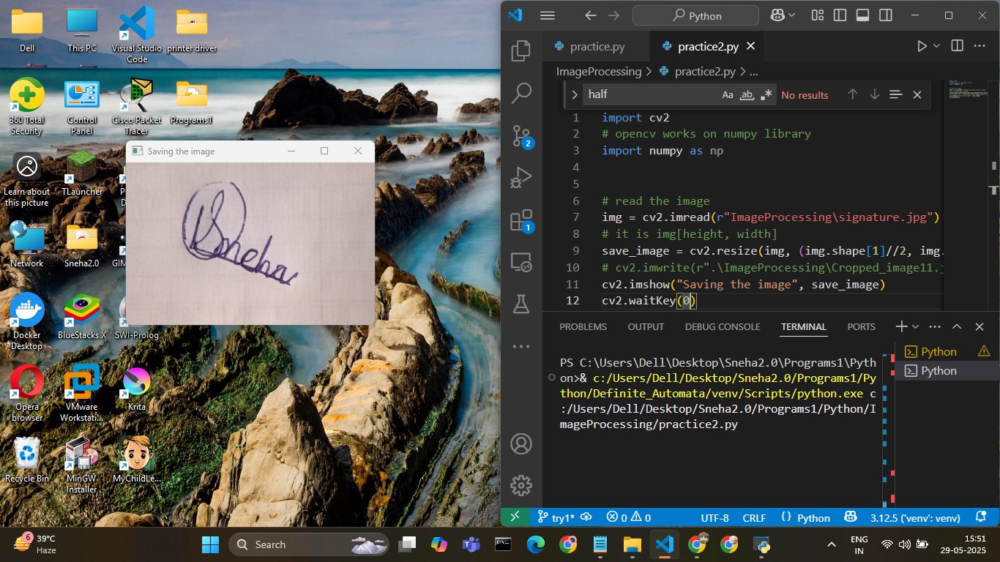 Dell
This PC
Visual Studio
Code
printer driver
360 Total
Security
Control
Panel
Cisco Packet
Tracer
Programs1
Learn about
this picture
TLauncher
Network
Sneha2.0
Docker
Desktop
BlueStacks X
SWI-Prolog
Opera
browser
VMware
Workstati...
Krita
Recycle Bin
MinGW
Installer
MyChildLe...
Saving the image
Sneha
Python
practice.py
practice2.py
ImageProcessing > practice2.py > ...
half
Aa
ab
No results
1 import cv2
2 # opencv works on numpy library
3 import numpy as np
4
5
6 # read the image
7 img = cv2.imread(r"ImageProcessing\signature.jpg")
8 # it is img[height, width]
9 save_image = cv2.resize(img, (img.shape[1]//2, img.
10 # cv2.imwrite(r".\ImageProcessing\Cropped_image11.j
11 cv2.imshow("Saving the image", save_image)
12 cv2.waitKey(0)
2
1
PROBLEMS OUTPUT DEBUG CONSOLE TERMINAL PORTS
PS C:\Users\Dell\Desktop\Sneha2.0\Programs1\Pyth
on>& c:/Users/Dell/Desktop/Sneha2.0/Programs1/Py
thon/Definite_Automata/venv/Scripts/python.exe c
:/Users/Dell/Desktop/Sneha2.0/Programs1/Python/I
mageProcessing/practice2.py
Python
Python
try1* 0 0 UTF-8 CRLF {} Python 3.12.5 ('venv': venv)
6
39°C
Haze
Search
ENG
IN
15:51
29-05-2025